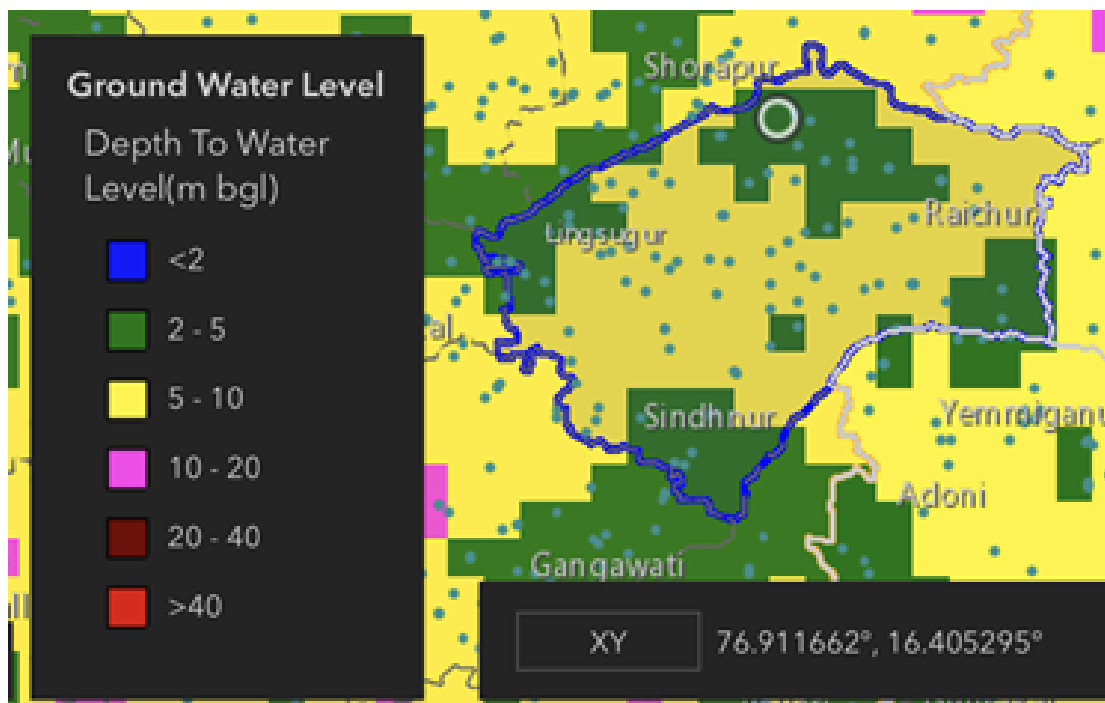 Ground Water Level
Depth To Water
Level(m bgl)
<2
2 - 5
5 - 10
10 - 20
20 - 40
>40
Shorapur
Lingsugur
Raichur
Sindhnur
Adoni
Gangawati
XY
76.911662°, 16.405295°